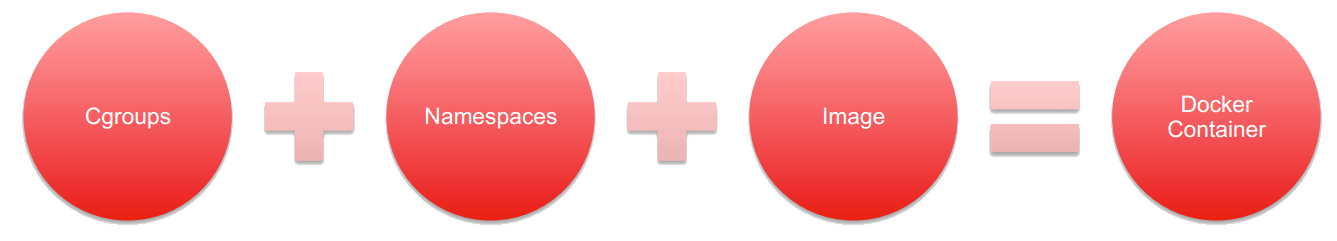 Cgroups
Namespaces
Image
Docker
Container